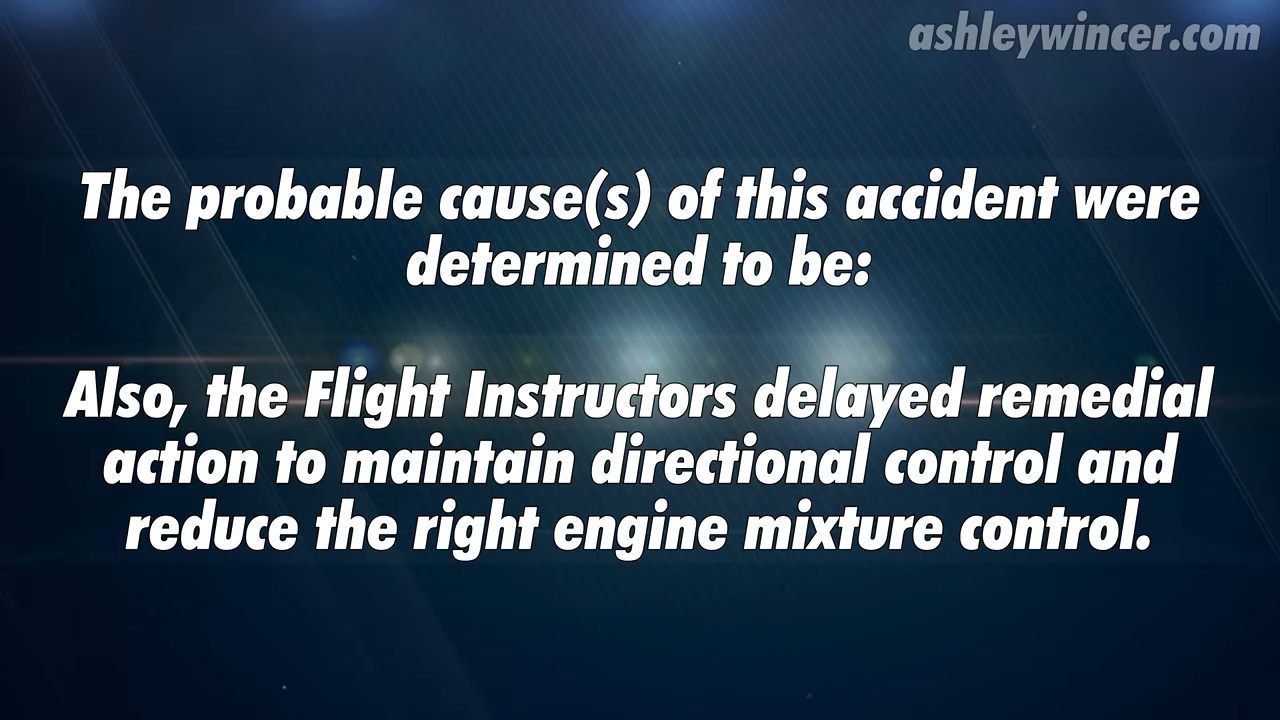 ashleywincer.com
The probable cause(s) of this accident were
determined to be:
Also, the Flight Instructors delayed remedial
action to maintain directional control and
reduce the right engine mixture control.